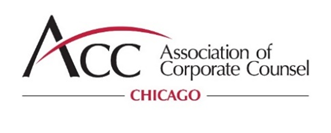 ACC
Association of
Corporate Counsel
CHICAGO